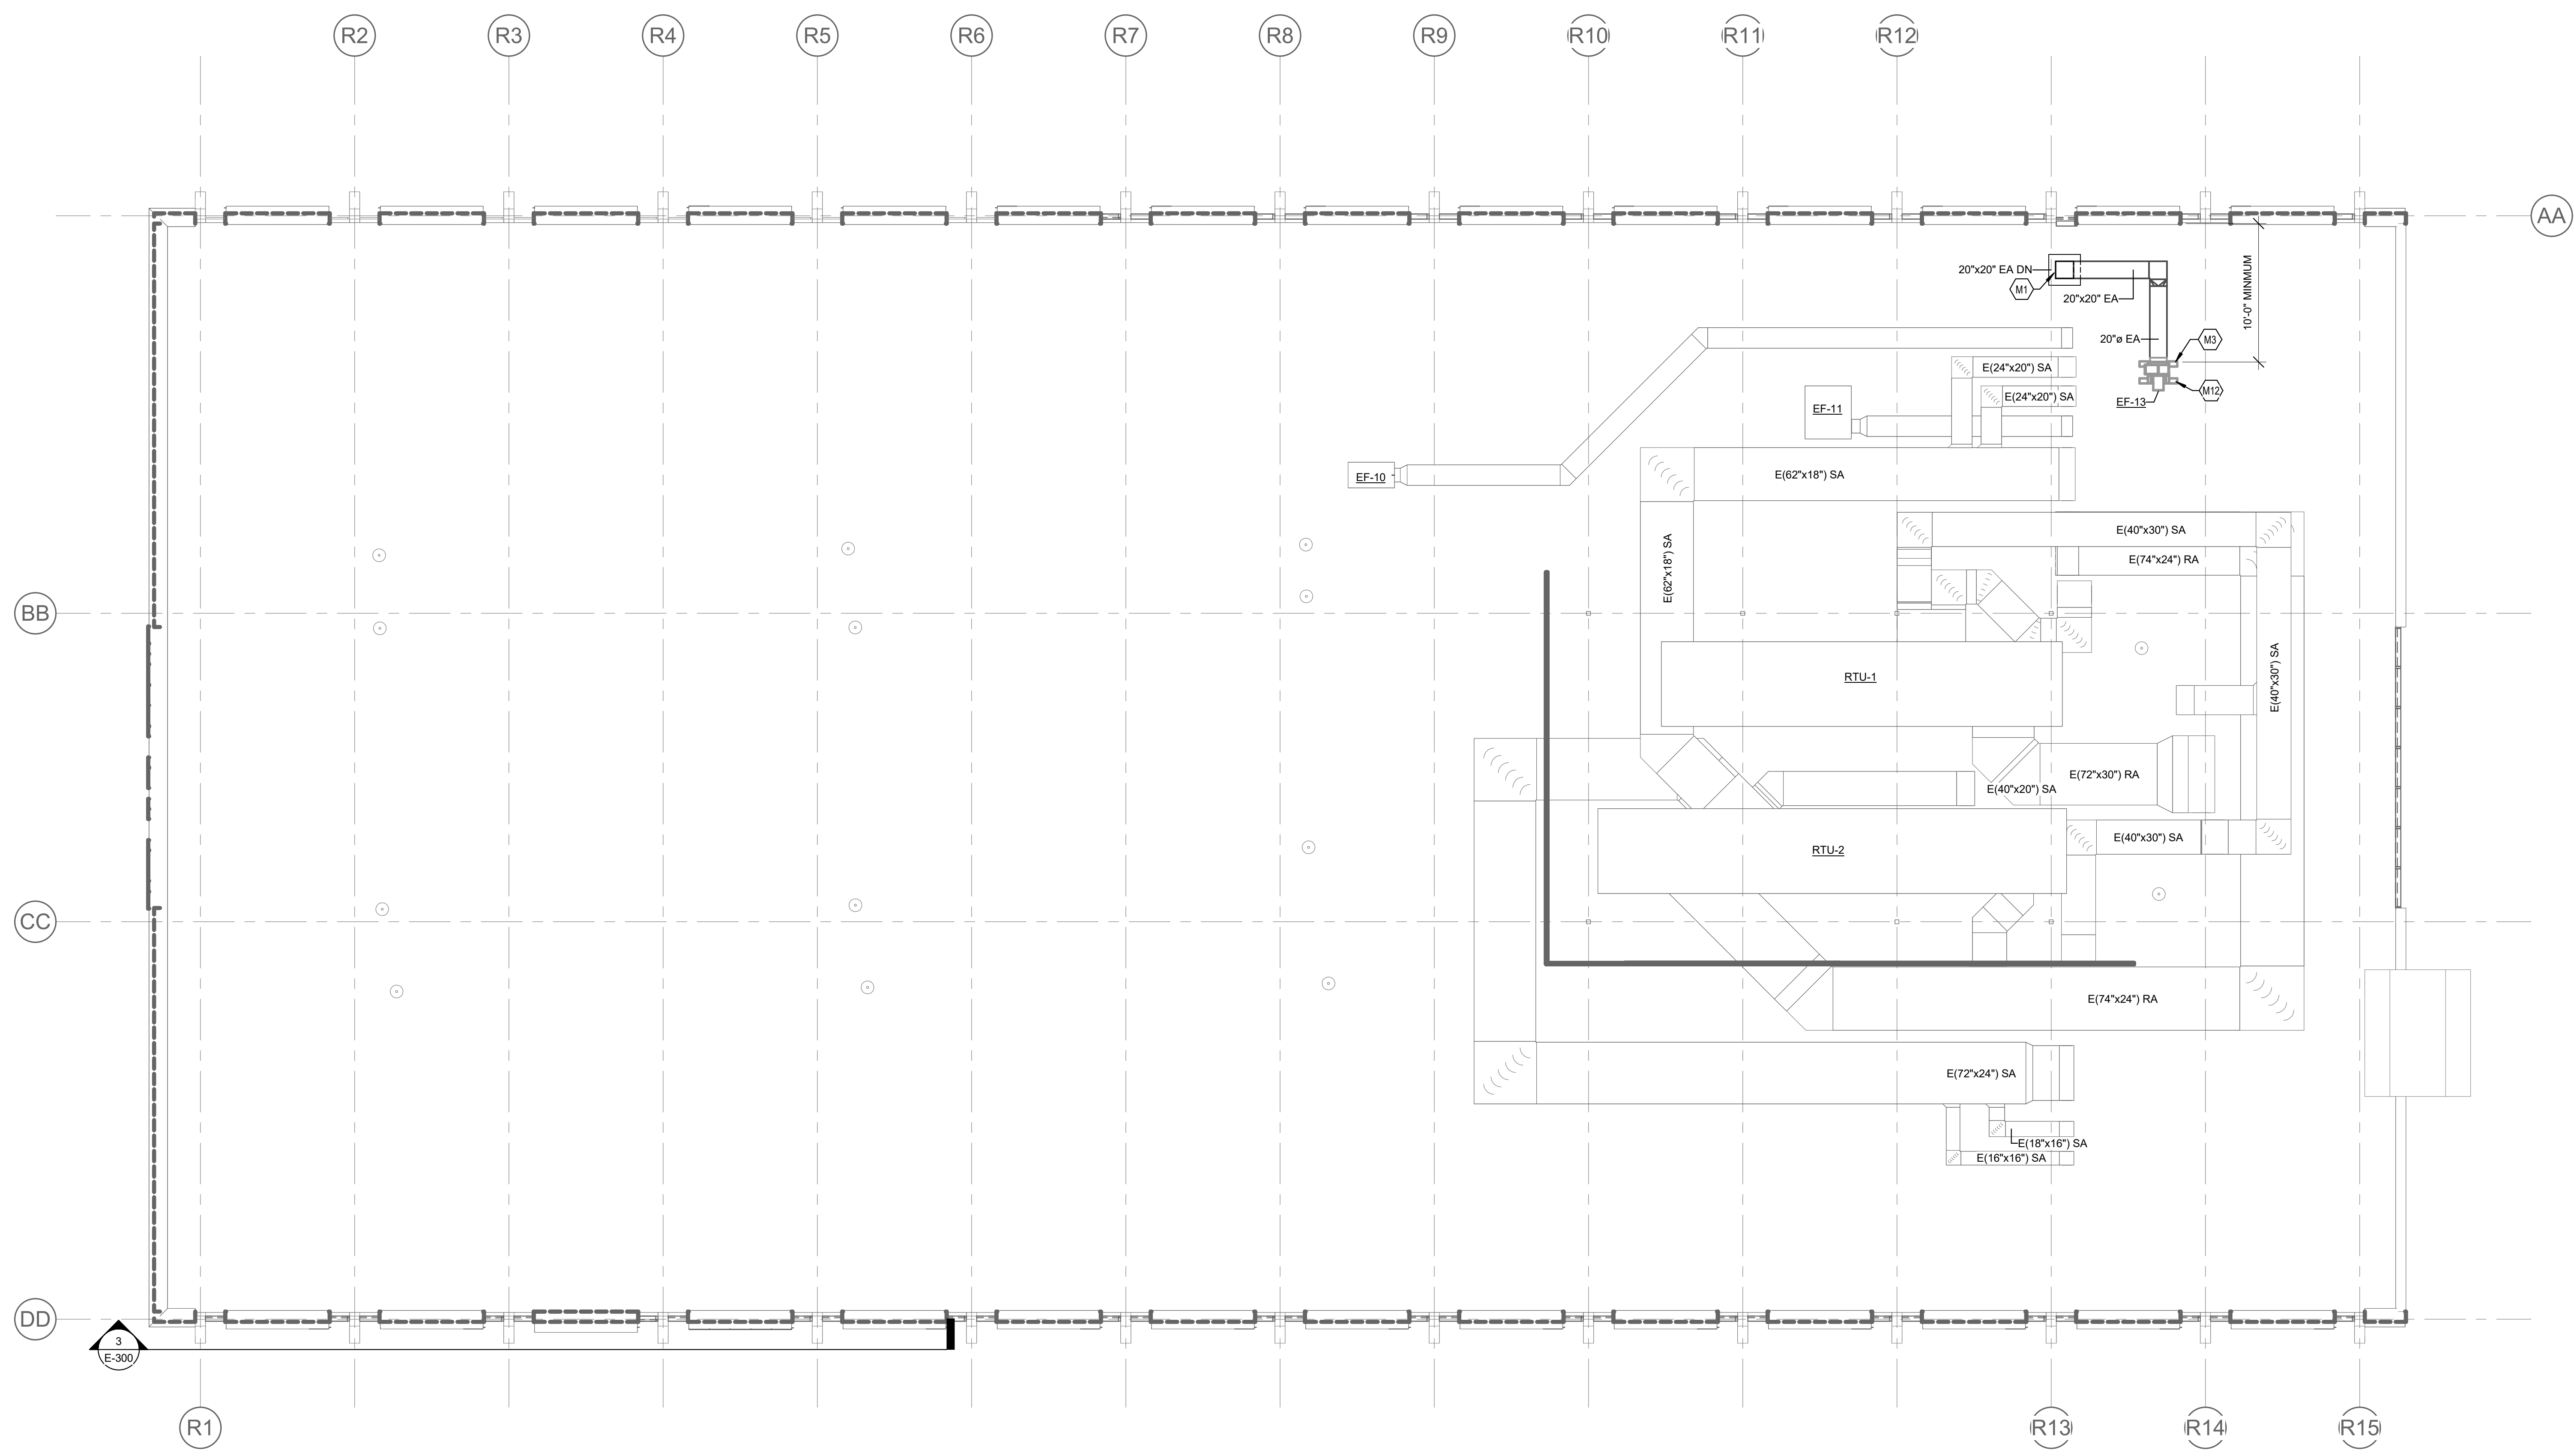 R2
R3
R4
R5
R6
R7
R8
R9
R10
R11
R12
AA
20"x20" EA DN
M1
20"x20" EA
10'-0" MINMUM
20"ø EA
M3
M12
EF-13
E(24"x20") SA
E(24"x20") SA
EF-11
EF-10
E(62"x18") SA
E(62"x18") SA
E(40"x30") SA
E(74"x24") RA
BB
E(40"x30") SA
RTU-1
E(72"x30") RA
E(40"x20") SA
E(40"x30") SA
RTU-2
CC
E(74"x24") RA
E(72"x24") SA
E(18"x16") SA
E(16"x16") SA
DD
3
E-300
R1
R13
R14
R15